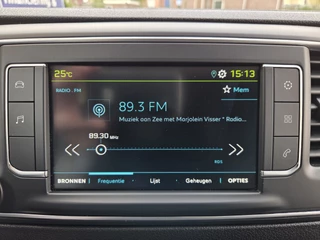 25°C 15:13
RADIO . FM Mem
89.3 FM
Muziek aan Zee met Marjolein Visser * Radio...
89.30 MHz
RDS
BRONNEN Frequentie Lijst Geheugen OPTIES